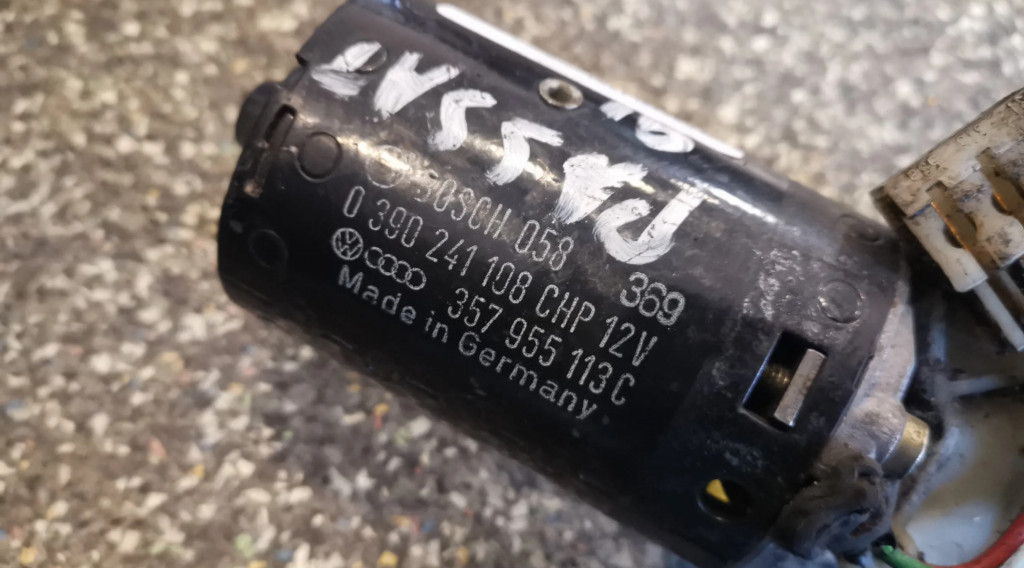 PASSAT
BOSCH 058 369
0 390 241 108 CHP 12V
357 955 113 C
Made in Germany